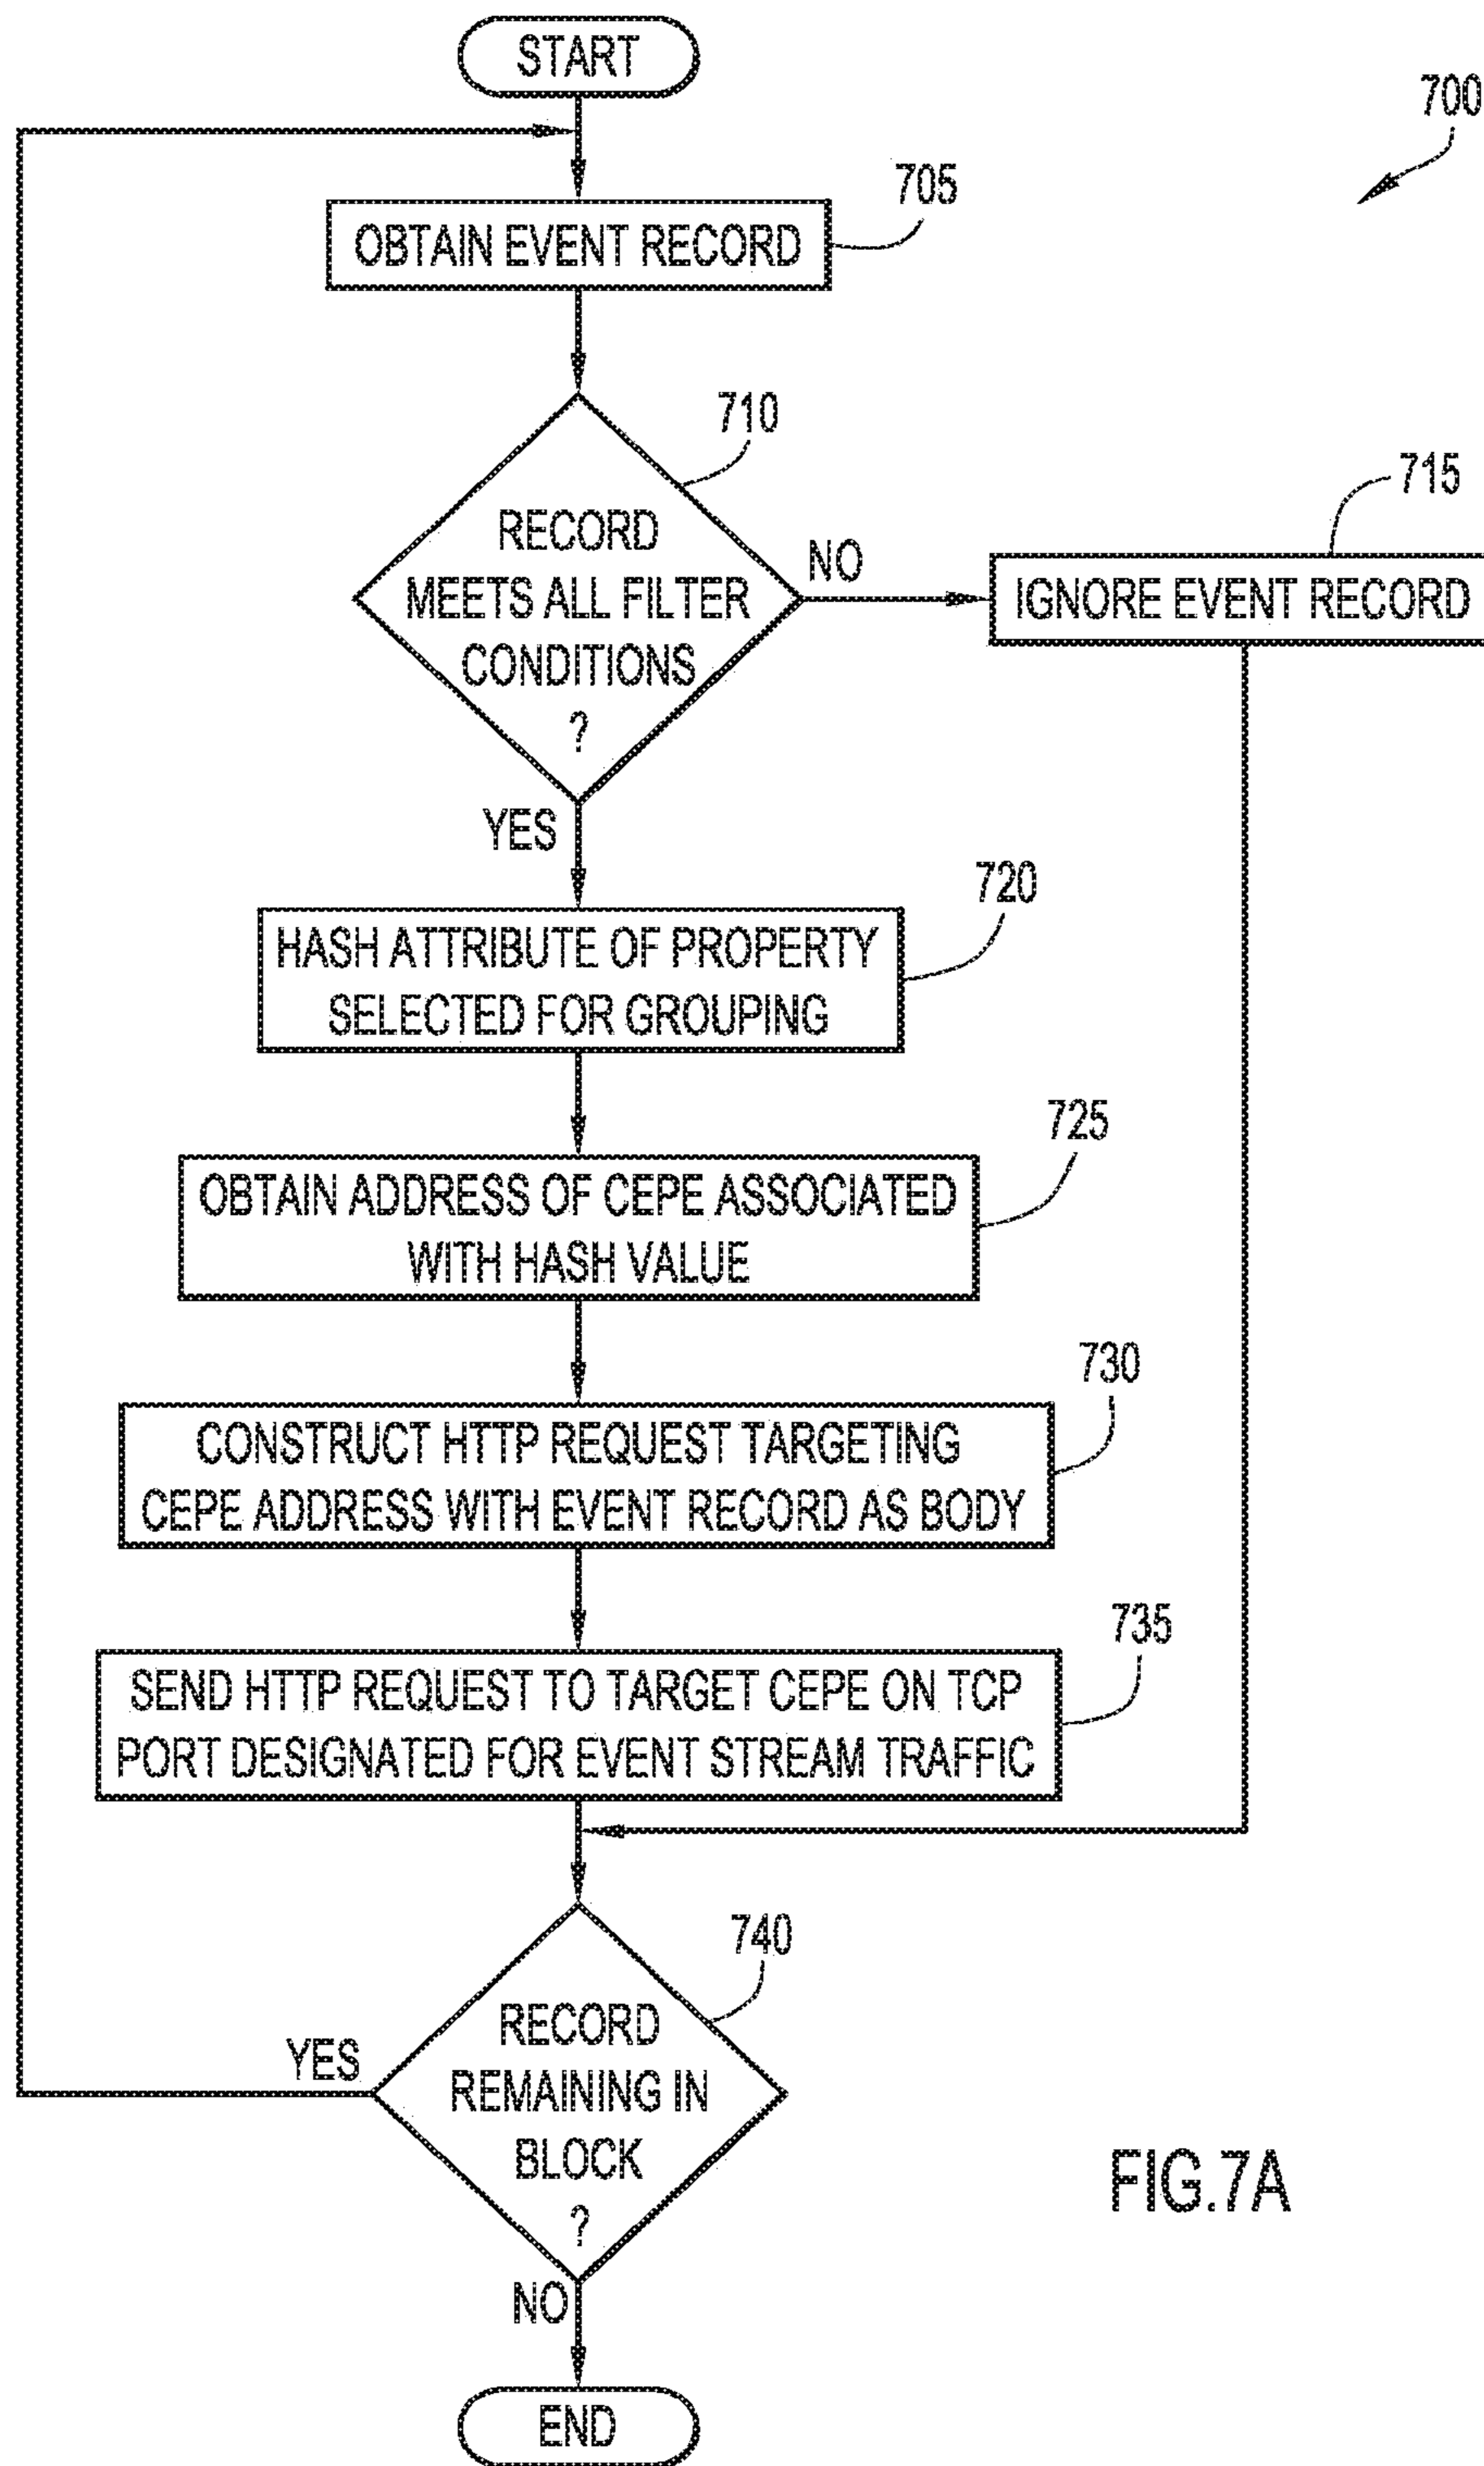 START
700
705
OBTAIN EVENT RECORD
710
715
RECORD
MEETS ALL FILTER
CONDITIONS
?
NO
IGNORE EVENT RECORD
YES
720
HASH ATTRIBUTE OF PROPERTY
SELECTED FOR GROUPING
725
OBTAIN ADDRESS OF CEPE ASSOCIATED
WITH HASH VALUE
730
CONSTRUCT HTTP REQUEST TARGETING
CEPE ADDRESS WITH EVENT RECORD AS BODY
735
SEND HTTP REQUEST TO TARGET CEPE ON TCP
PORT DESIGNATED FOR EVENT STREAM TRAFFIC
740
YES
RECORD
REMAINING IN
BLOCK
?
NO
FIG.7A
END